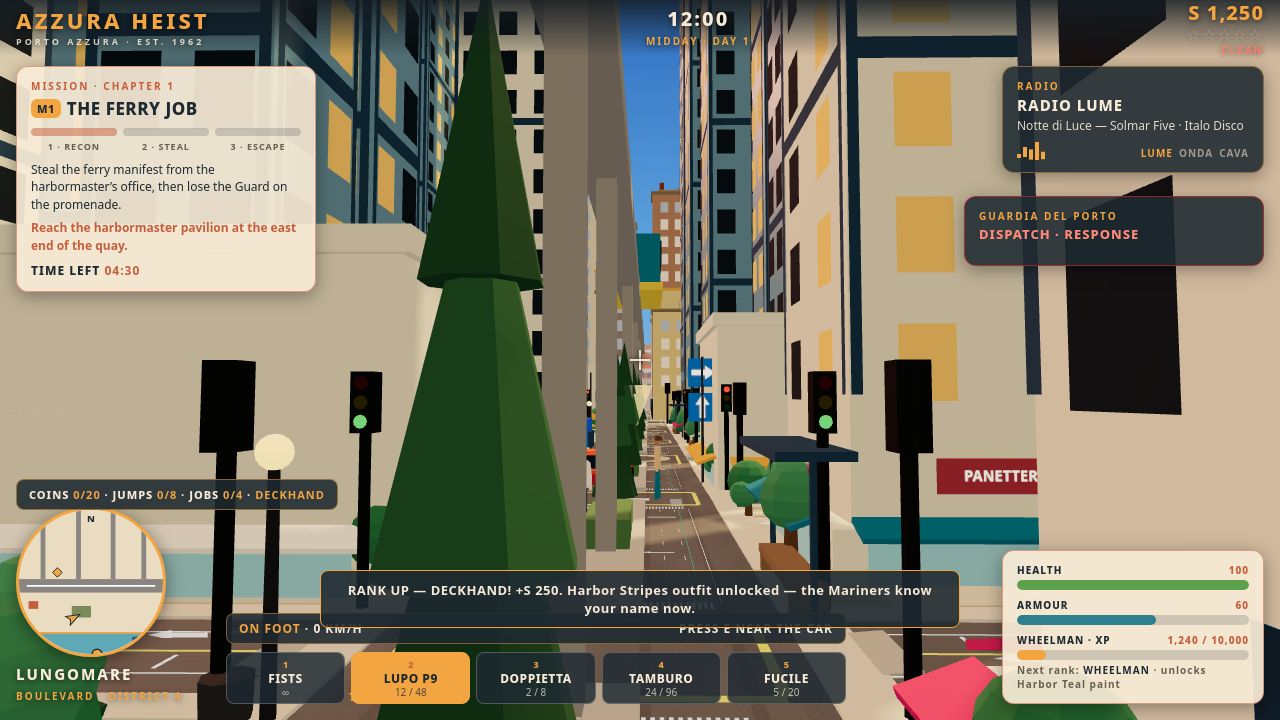 AZZURA HEIST
PORTO AZZURA · EST. 1962
12:00
MIDDAY · DAY 1
S 1,250
☆☆☆☆☆
CLEAN
MISSION · CHAPTER 1
M1 THE FERRY JOB
1 · RECON 2 · STEAL 3 · ESCAPE
Steal the ferry manifest from the
harbormaster's office, then lose the Guard on
the promenade.
Reach the harbormaster pavilion at the east
end of the quay.
TIME LEFT 04:30
RADIO
RADIO LUME
Notte di Luce — Solmar Five · Italo Disco
LUME ONDA CAVA
GUARDIA DEL PORTO
DISPATCH · RESPONSE
PANETTER
COINS 0/20 · JUMPS 0/8 · JOBS 0/4 · DECKHAND
N
LUNGOMARE
BOULEVARD · DISTRICT 4
RANK UP — DECKHAND! +S 250. Harbor Stripes outfit unlocked — the Mariners know
your name now.
ON FOOT · 0 KM/H PRESS E NEAR THE CAR
1 FISTS ∞
2 LUPO P9 12 / 48
3 DOPPIETTA 2 / 8
4 TAMBURO 24 / 96
5 FUCILE 5 / 20
HEALTH 100
ARMOUR 60
WHEELMAN · XP 1,240 / 10,000
Next rank: WHEELMAN · unlocks
Harbor Teal paint